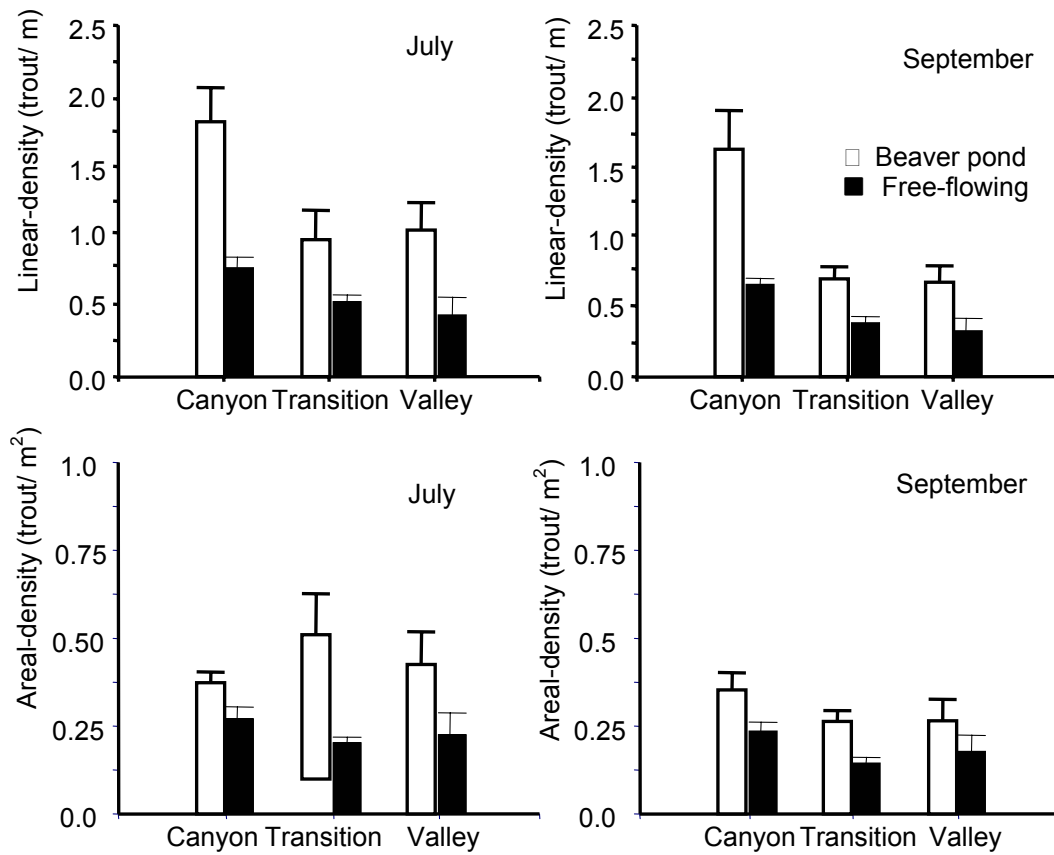 Linear-density (trout/ m)
2.5
2.0
1.5
1.0
0.5
0.0
July
Canyon Transition Valley
Linear-density (trout/ m)
2.5
2.0
1.5
1.0
0.5
0.0
September
Beaver pond
Free-flowing
Canyon Transition Valley
Areal-density (trout/ m²)
1.0
0.75
0.50
0.25
0.0
July
Canyon Transition Valley
Areal-density (trout/ m²)
1.0
0.75
0.50
0.25
0.0
September
Canyon Transition Valley